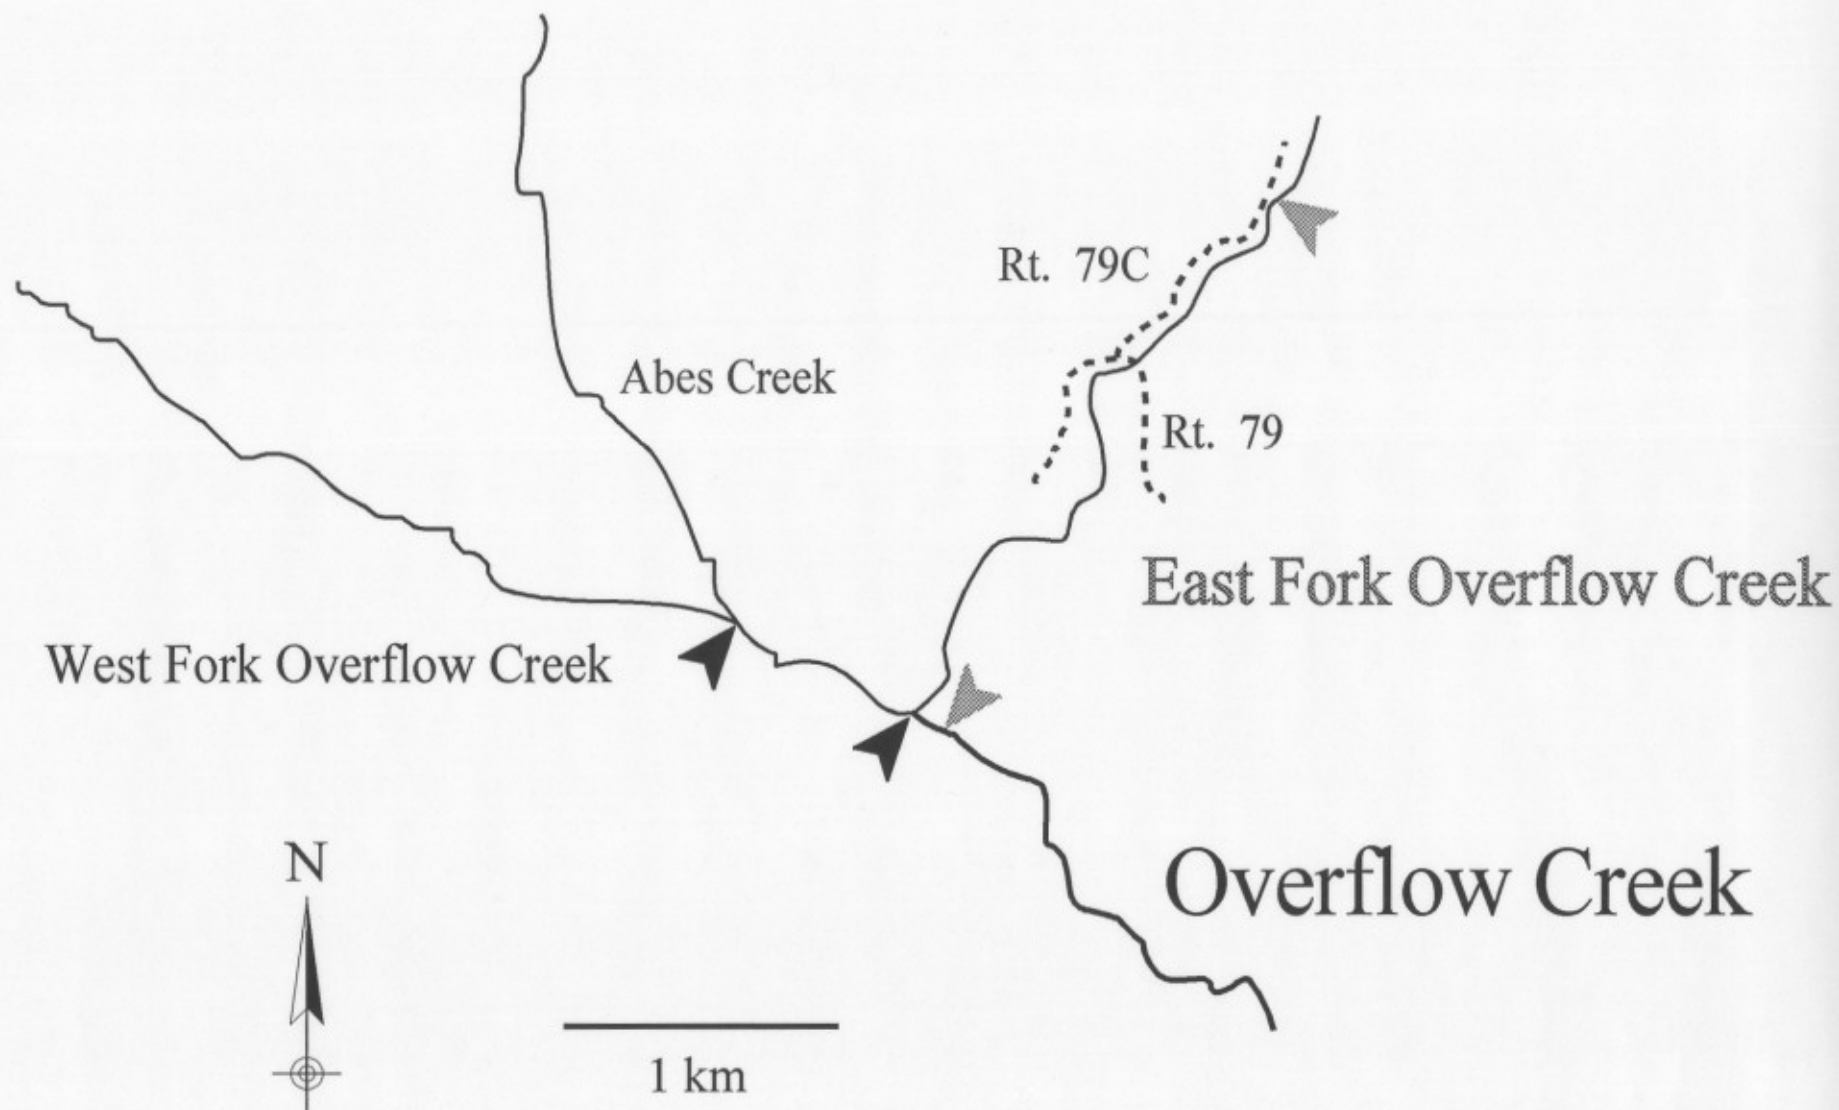 Rt. 79C
Abes Creek
Rt. 79
East Fork Overflow Creek
West Fork Overflow Creek
N
Overflow Creek
1 km